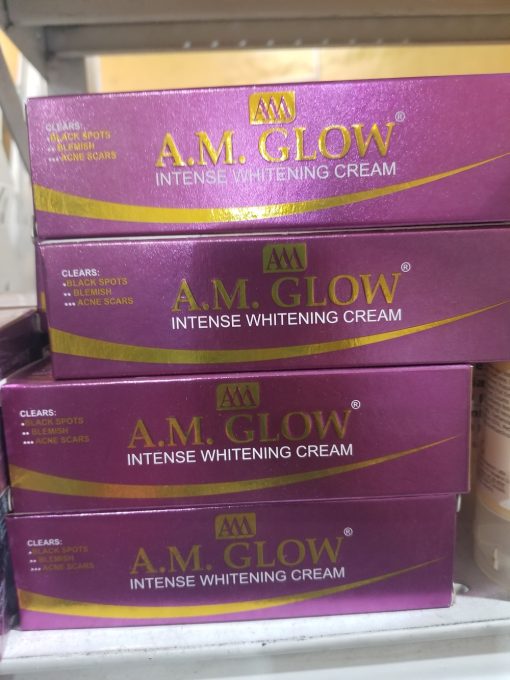 AM
CLEARS:
BLACK SPOTS
BLEMISH
ACNE SCARS
A.M. GLOW®
INTENSE WHITENING CREAM
AM
CLEARS:
BLACK SPOTS
BLEMISH
ACNE SCARS
A.M. GLOW®
INTENSE WHITENING CREAM
AM
CLEARS:
BLACK SPOTS
BLEMISH
ACNE SCARS
A.M. GLOW®
INTENSE WHITENING CREAM
AM
CLEARS:
BLACK SPOTS
BLEMISH
ACNE SCARS
A.M. GLOW®
INTENSE WHITENING CREAM